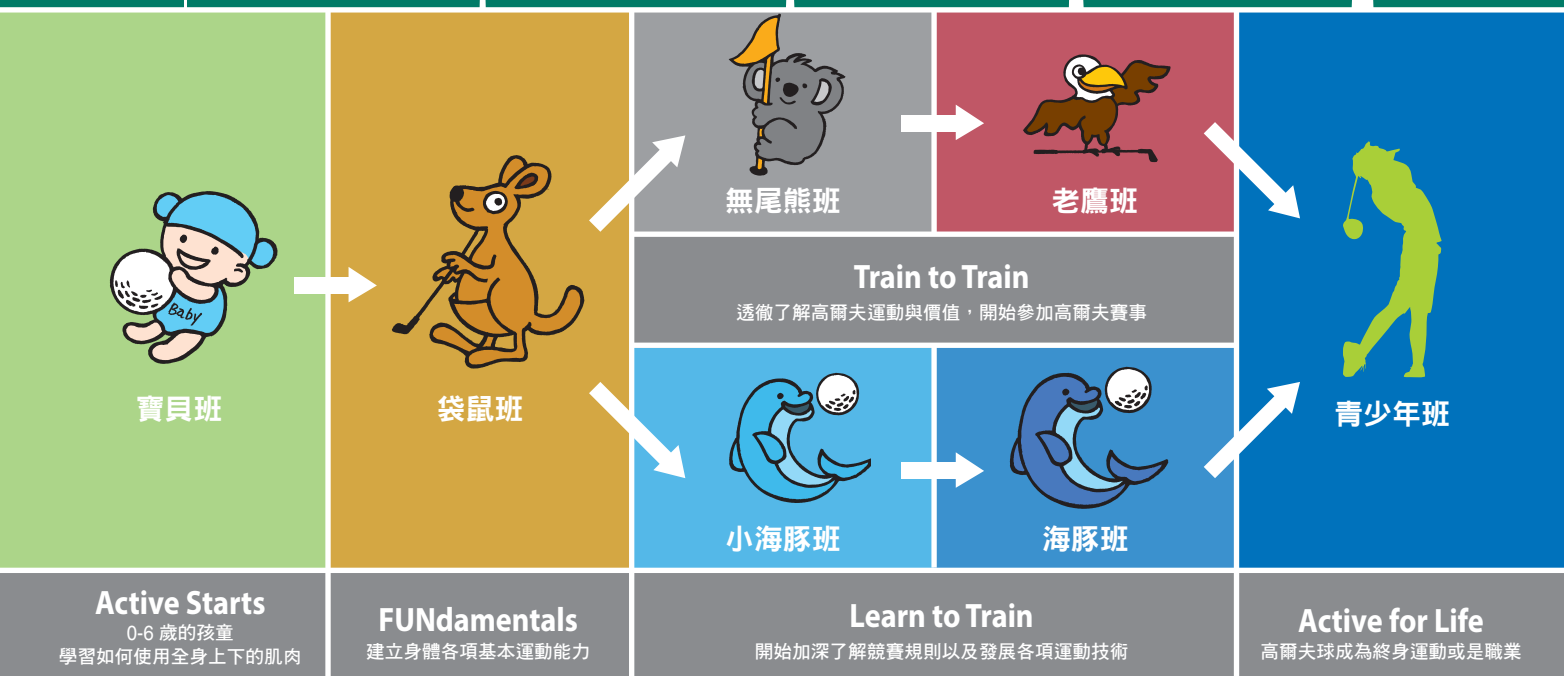 Baby
寶貝班
袋鼠班
無尾熊班
老鷹班
Train to Train
透徹了解高爾夫運動與價值，開始參加高爾夫賽事
小海豚班
海豚班
青少年班
Active Starts
0-6 歲的孩童
學習如何使用全身上下的肌肉
FUNdamentals
建立身體各項基本運動能力
Learn to Train
開始加深了解競賽規則以及發展各項運動技術
Active for Life
高爾夫球成為終身運動或是職業